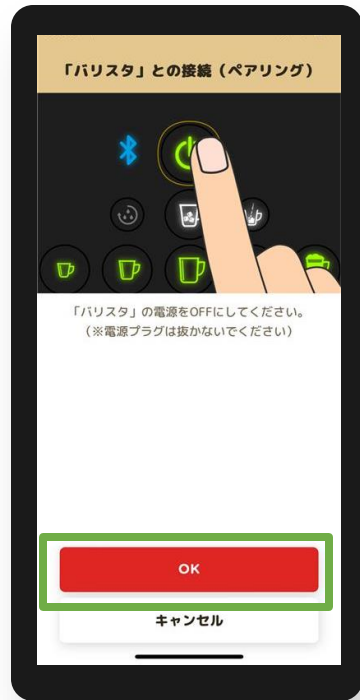 「バリスタ」との接続（ペアリング）
「バリスタ」の電源をOFFにしてください。
（※電源プラグは抜かないでください）
OK
キャンセル